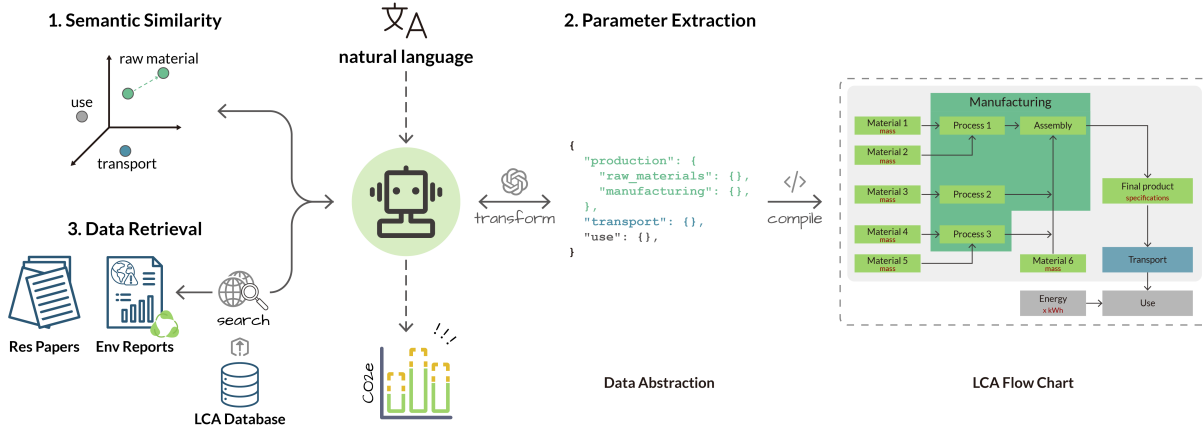 1. Semantic Similarity
raw material
use
transport
文A
natural language
2. Parameter Extraction
{
"production": {
"raw_materials": {},
"manufacturing": {},
},
"transport": {},
"use": {},
}
transform
</>
compile
Data Abstraction
3. Data Retrieval
Res Papers
Env Reports
search
LCA Database
CO2e
!!!
Manufacturing
Material 1
mass
Process 1
Assembly
Material 2
mass
Material 3
mass
Process 2
Material 4
mass
Process 3
Material 5
mass
Material 6
mass
Final product
specifications
Transport
Energy
x kWh
Use
LCA Flow Chart